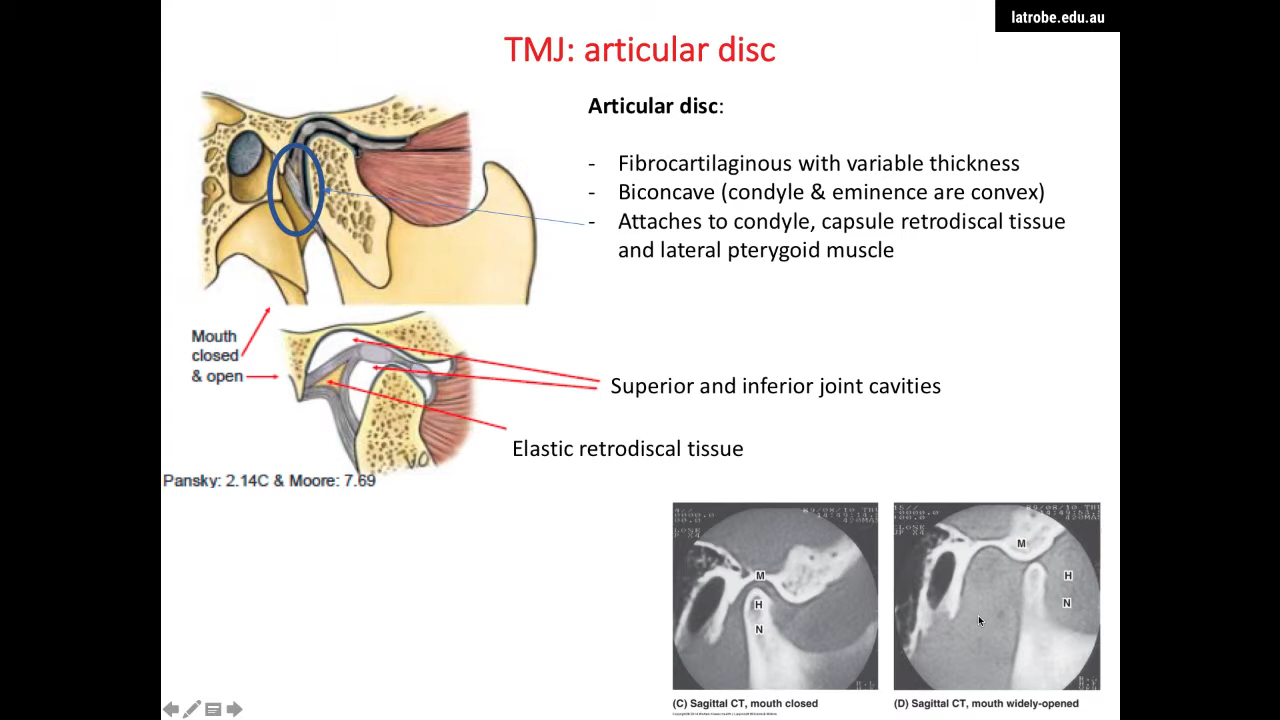 latrobe.edu.au
TMJ: articular disc
Articular disc:
- Fibrocartilaginous with variable thickness
- Biconcave (condyle & eminence are convex)
- Attaches to condyle, capsule retrodiscal tissue
and lateral pterygoid muscle
Mouth
closed
& open
Superior and inferior joint cavities
Elastic retrodiscal tissue
Pansky: 2.14C & Moore: 7.69
M
H
N
M
H
N
(C) Sagittal CT, mouth closed
(D) Sagittal CT, mouth widely-opened